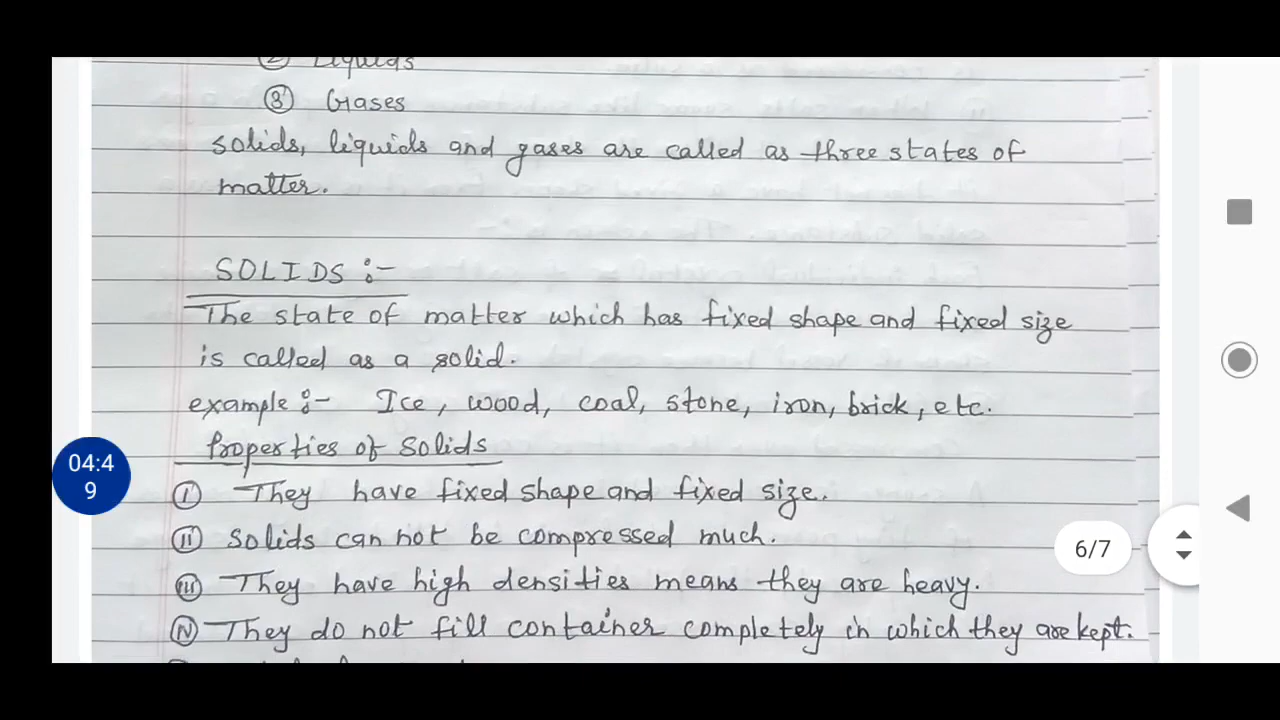 ② Liquids
③ Gases
solids, liquids and gases are called as three states of
matter.
SOLIDS :-
The state of matter which has fixed shape and fixed size
is called as a solid.
example :- Ice, wood, coal, stone, iron, brick, etc.
Properties of Solids
(I) They have fixed shape and fixed size.
(II) Solids can not be compressed much.
(III) They have high densities means they are heavy.
(IV) They do not fill container completely in which they are kept.
04:4
9
6/7